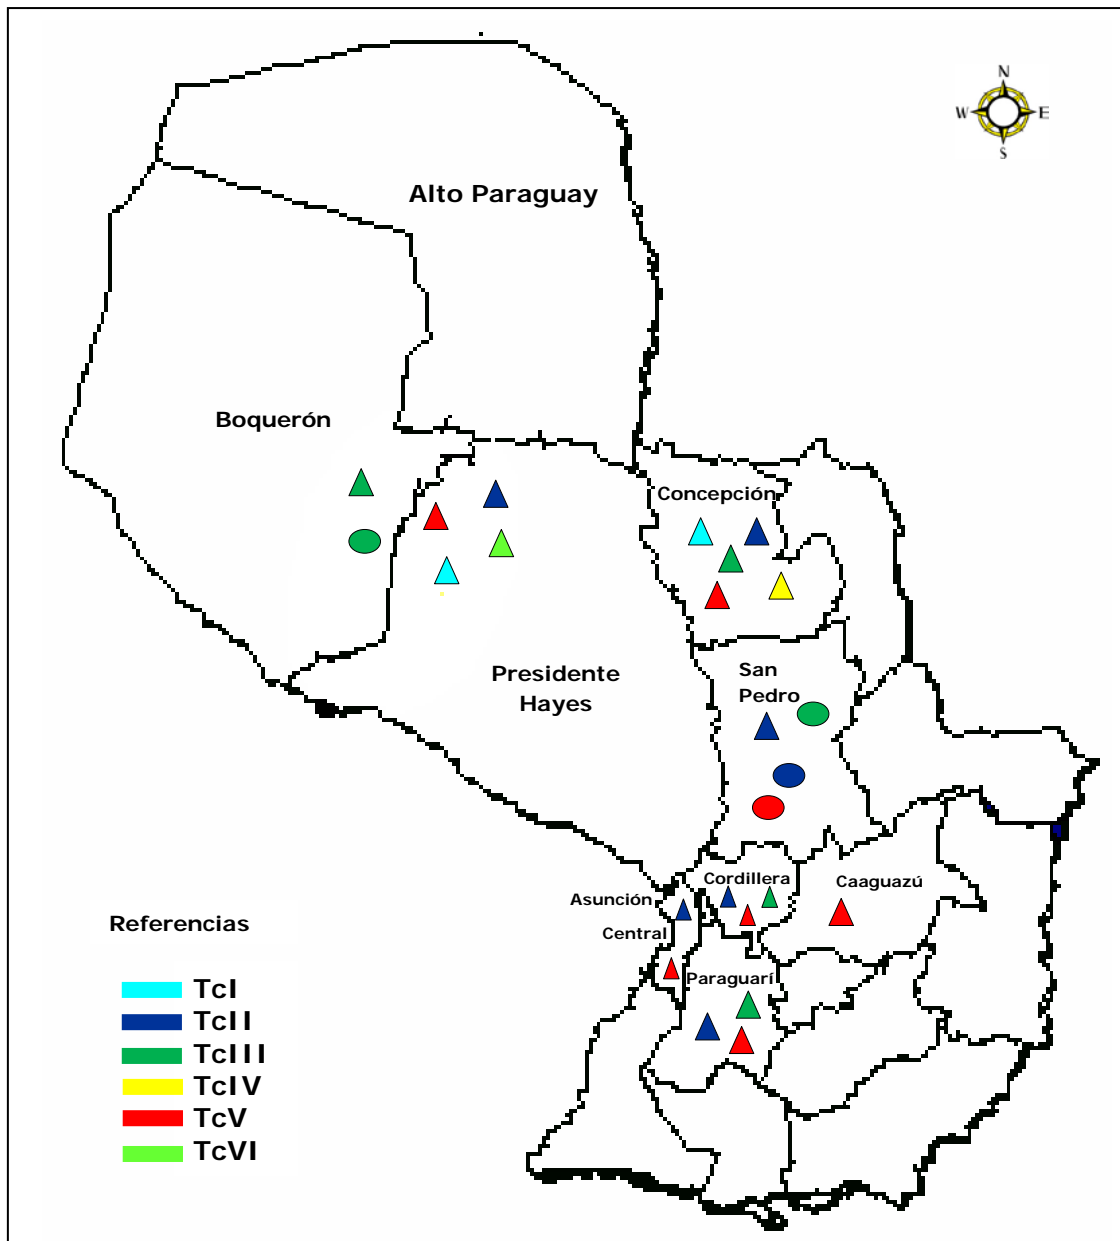 N
W E
S
Alto Paraguay
Boquerón
Concepción
Presidente
Hayes
San
Pedro
Cordillera
Caaguazú
Asunción
Central
Paraguarí
Referencias
TcI
TcII
TcIII
TcIV
TcV
TcVI